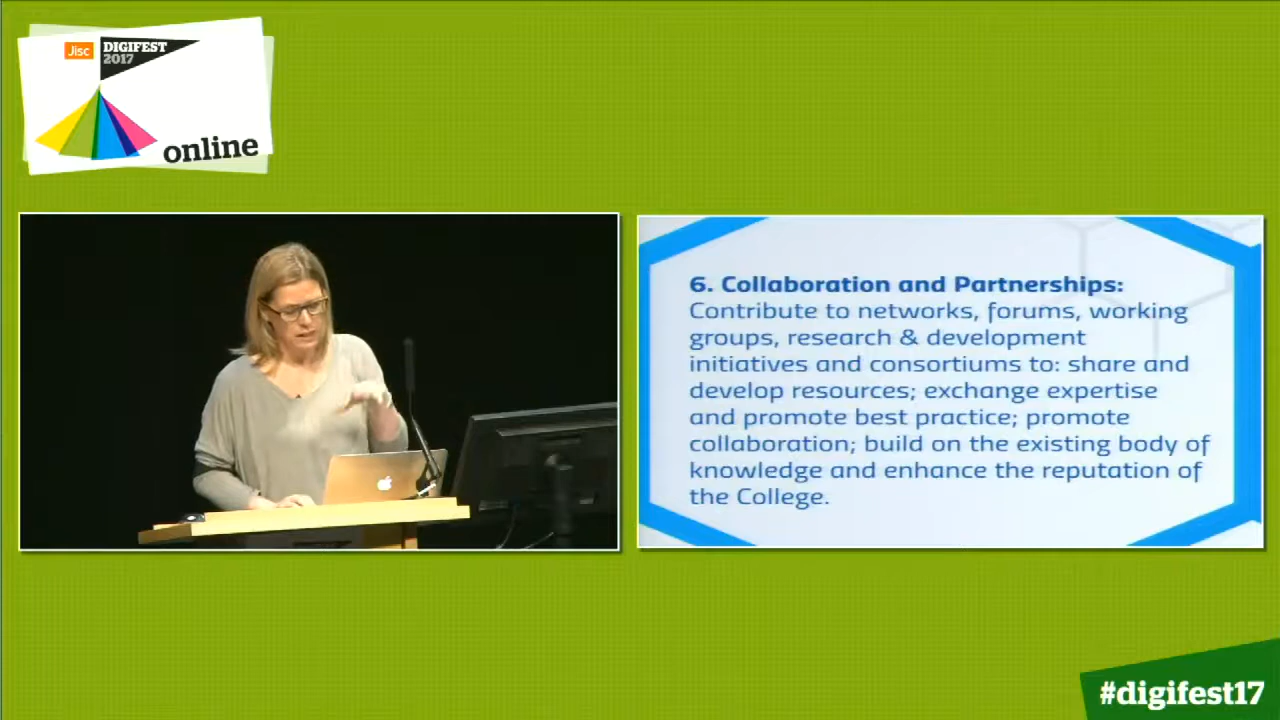 Jisc
DIGIFEST
2017
online
6. Collaboration and Partnerships:
Contribute to networks, forums, working
groups, research & development
initiatives and consortiums to: share and
develop resources; exchange expertise
and promote best practice; promote
collaboration; build on the existing body of
knowledge and enhance the reputation of
the College.
#digifest17